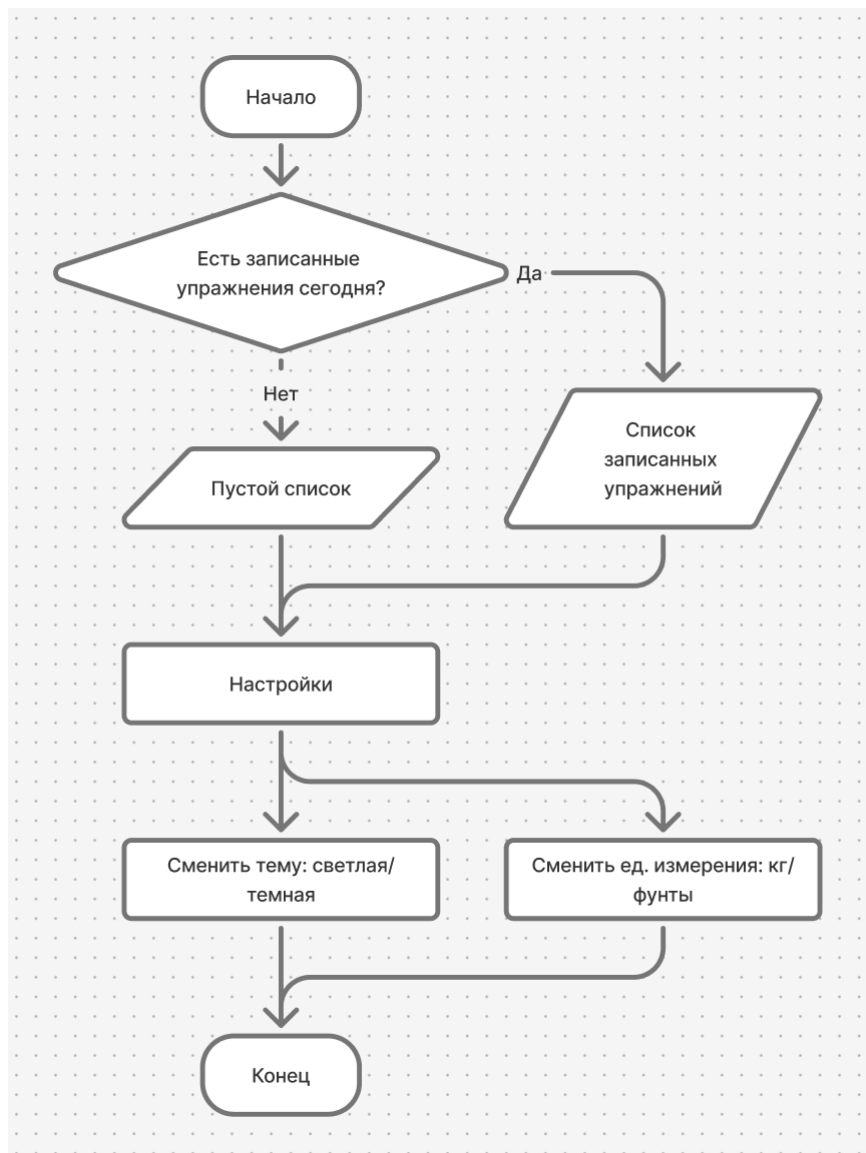 Начало
Есть записанные
упражнения сегодня?
Да
Нет
Список
записанных
упражнений
Пустой список
Настройки
Сменить тему: светлая/
темная
Сменить ед. измерения: кг/
фунты
Конец